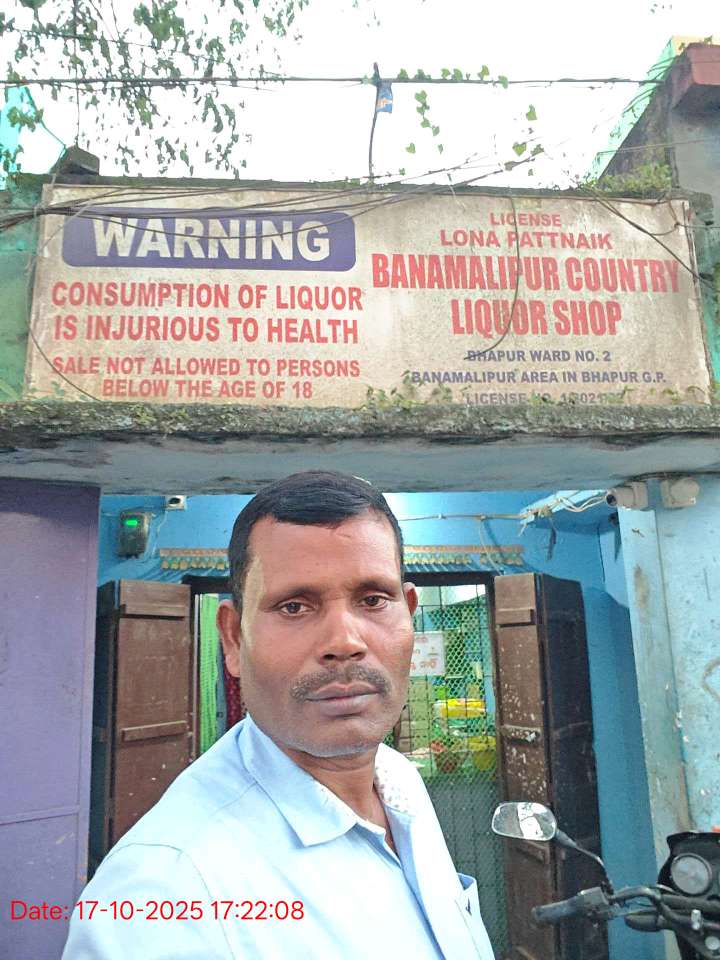 WARNING
CONSUMPTION OF LIQUOR
IS INJURIOUS TO HEALTH
SALE NOT ALLOWED TO PERSONS
BELOW THE AGE OF 18
LICENSE
LONA PATTNAIK
BANAMALIPUR COUNTRY
LIQUOR SHOP
BHAPUR WARD NO. 2
BANAMALIPUR AREA IN BHAPUR G.P.
LICENSE NO.
Date: 17-10-2025 17:22:08